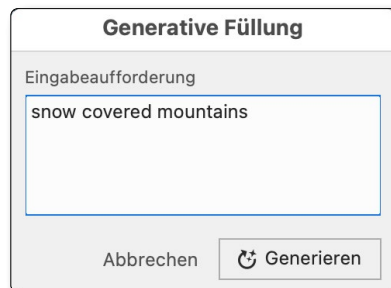 Generative Füllung
Eingabeaufforderung
snow covered mountains
Abbrechen Generieren